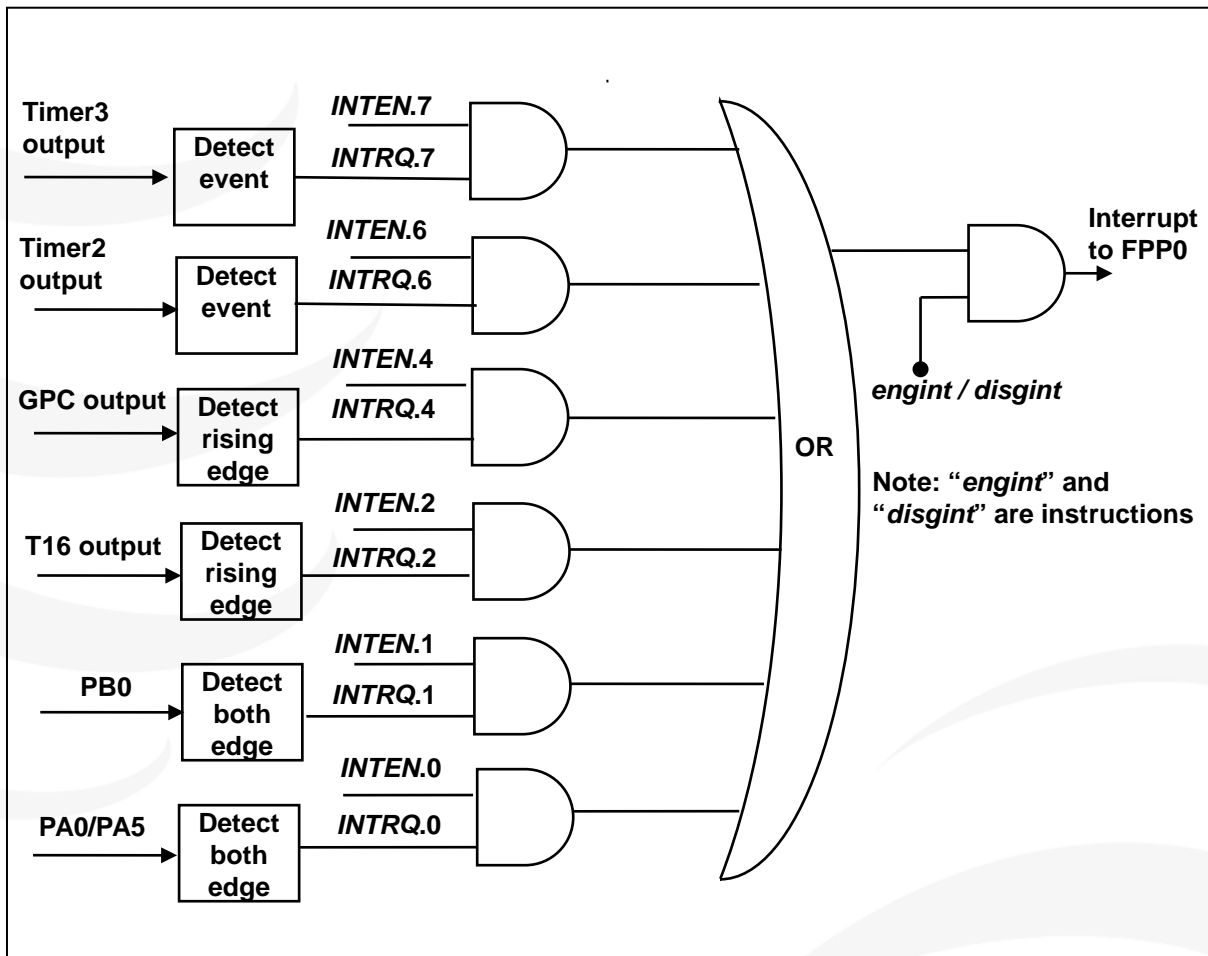 Timer3
output
Detect
event
INTEN.7
INTRQ.7
Timer2
output
Detect
event
INTEN.6
INTRQ.6
GPC output
Detect
rising
edge
INTEN.4
INTRQ.4
T16 output
Detect
rising
edge
INTEN.2
INTRQ.2
PB0
Detect
both
edge
INTEN.1
INTRQ.1
PA0/PA5
Detect
both
edge
INTEN.0
INTRQ.0
OR
Interrupt
to FPP0
engint / disgint
Note: “engint” and
“disgint” are instructions